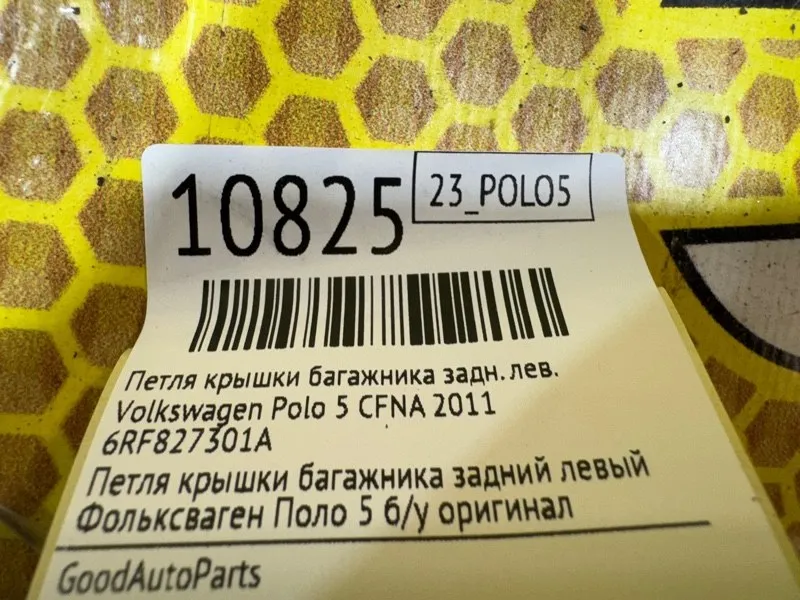 10825
23_POLO5
Петля крышки багажника задн. лев.
Volkswagen Polo 5 CFNA 2011
6RF827301A
Петля крышки багажника задний левый
Фольксваген Поло 5 б/у оригинал
GoodAutoParts